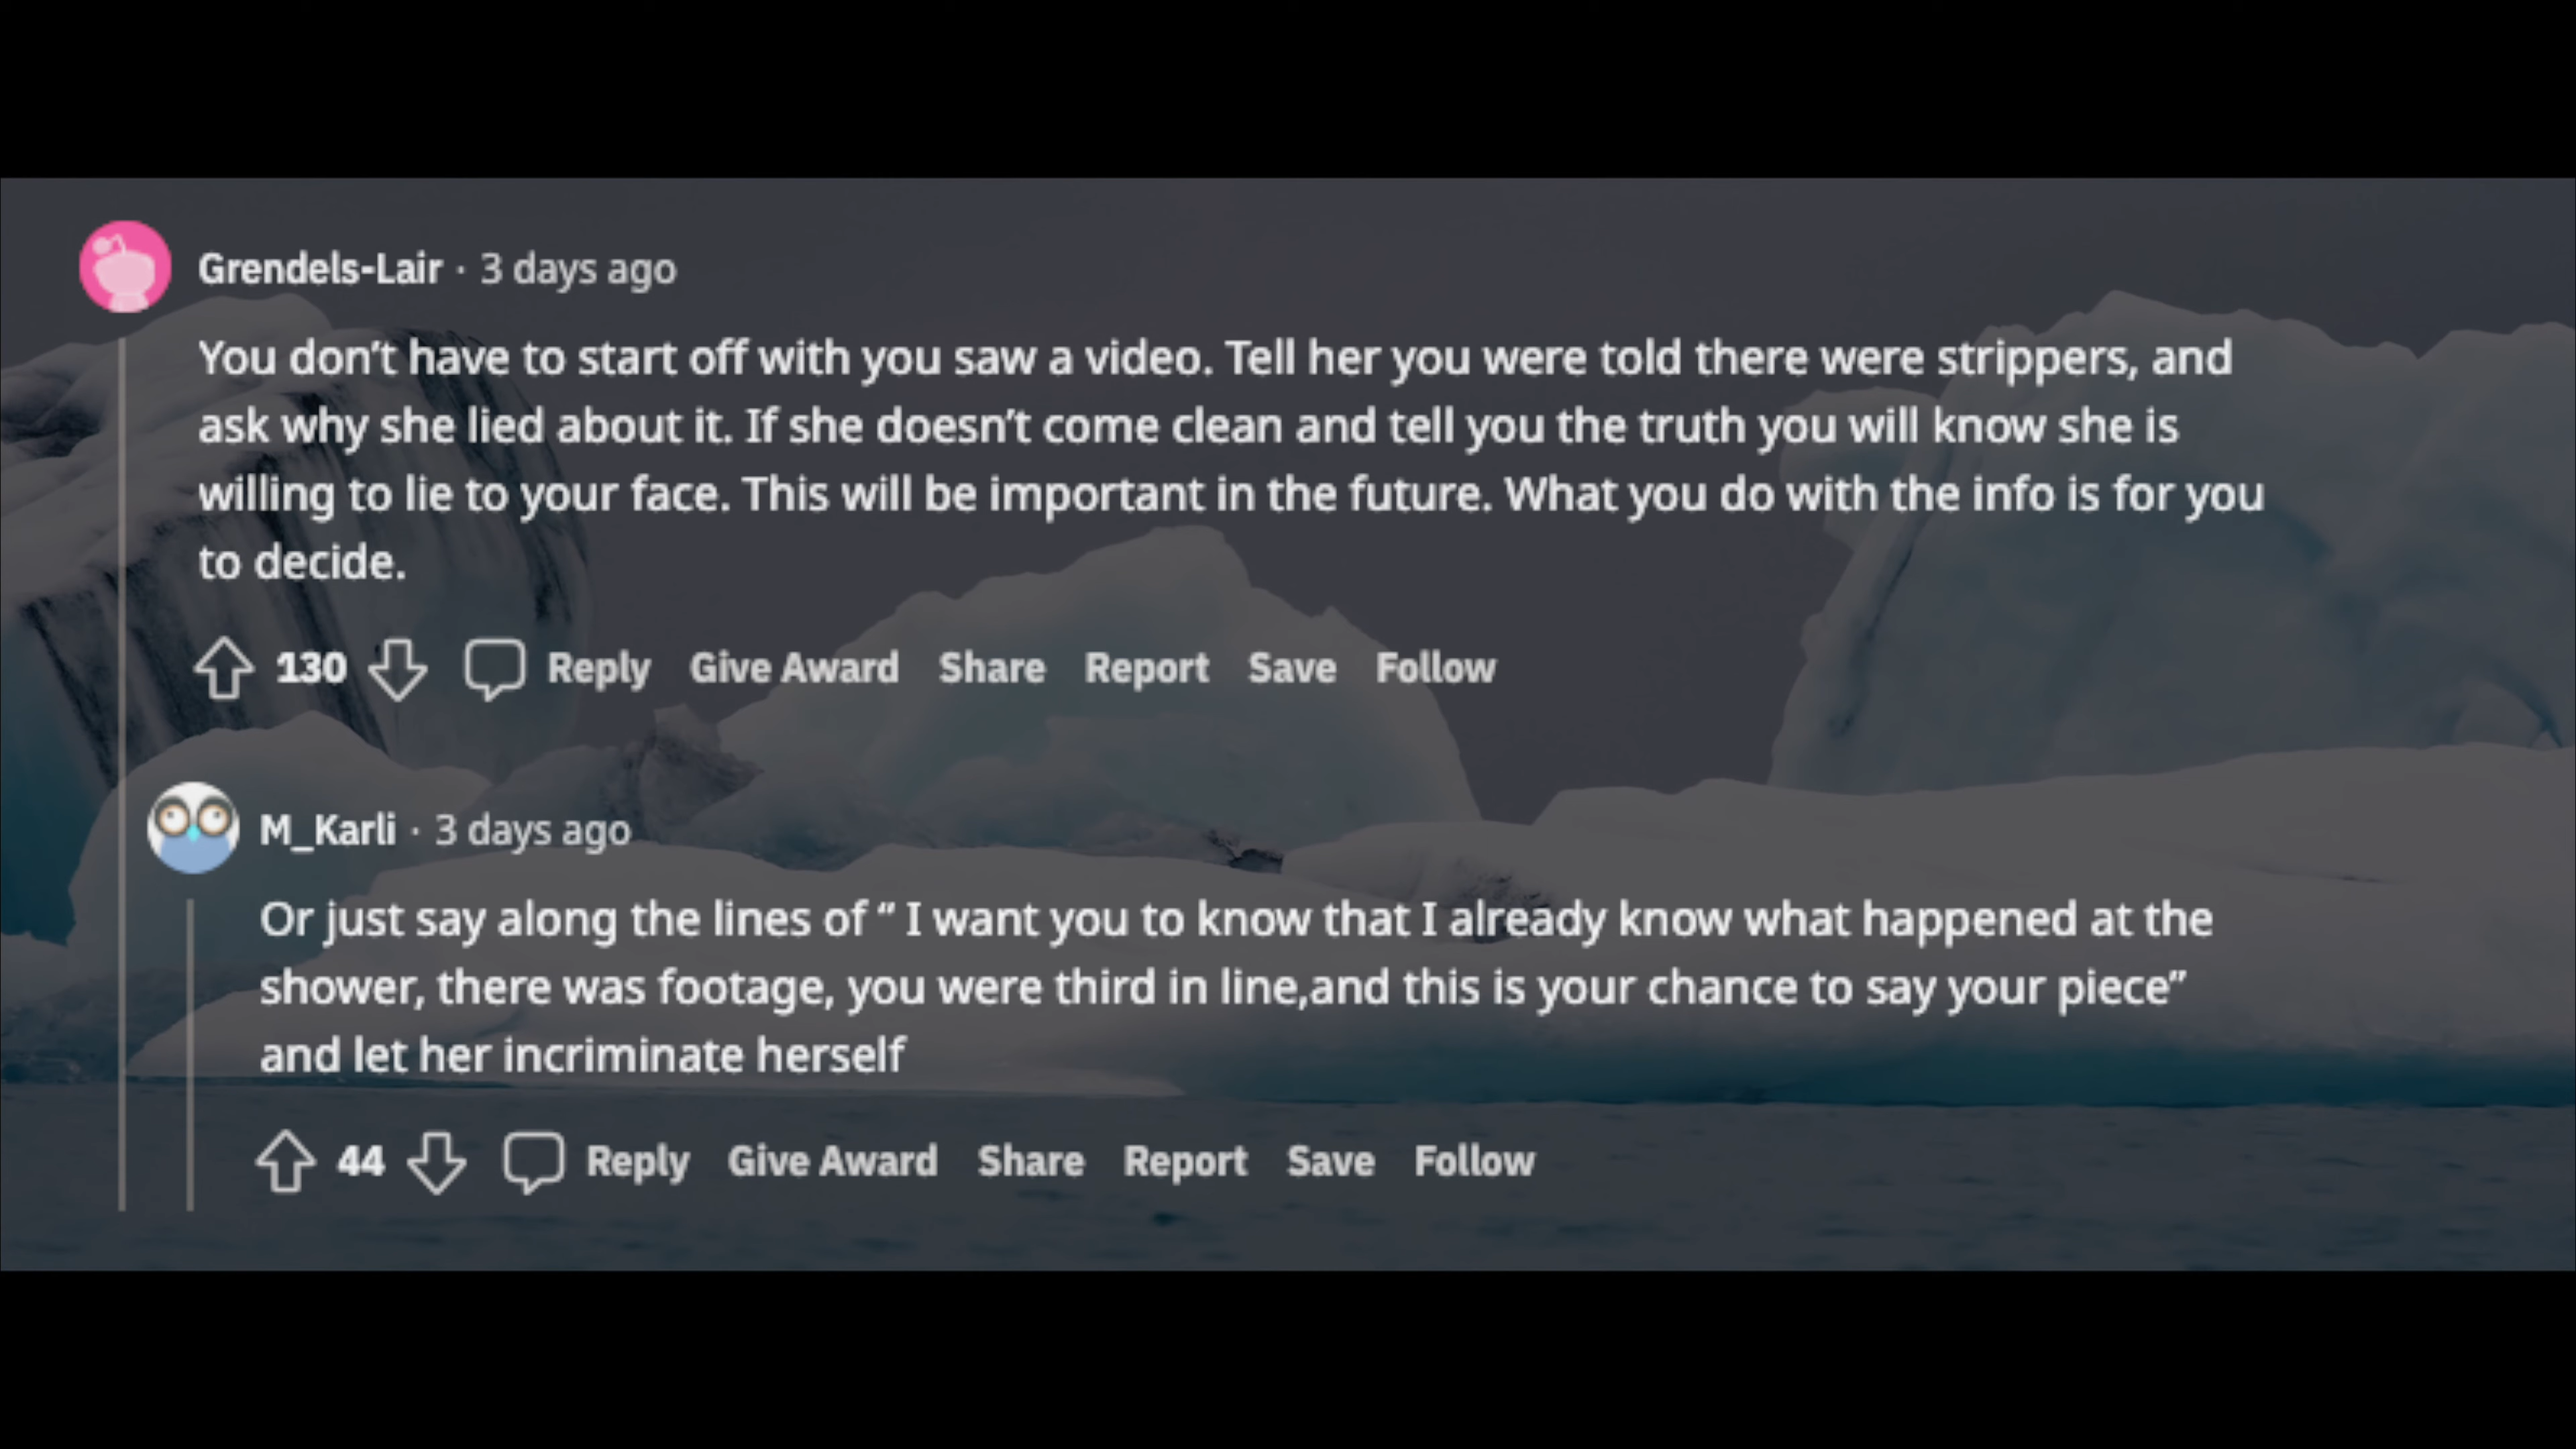 Grendels-Lair · 3 days ago
You don’t have to start off with you saw a video. Tell her you were told there were strippers, and
ask why she lied about it. If she doesn’t come clean and tell you the truth you will know she is
willing to lie to your face. This will be important in the future. What you do with the info is for you
to decide.
130 Reply Give Award Share Report Save Follow
M_Karli · 3 days ago
Or just say along the lines of “ I want you to know that I already know what happened at the
shower, there was footage, you were third in line,and this is your chance to say your piece”
and let her incriminate herself
44 Reply Give Award Share Report Save Follow